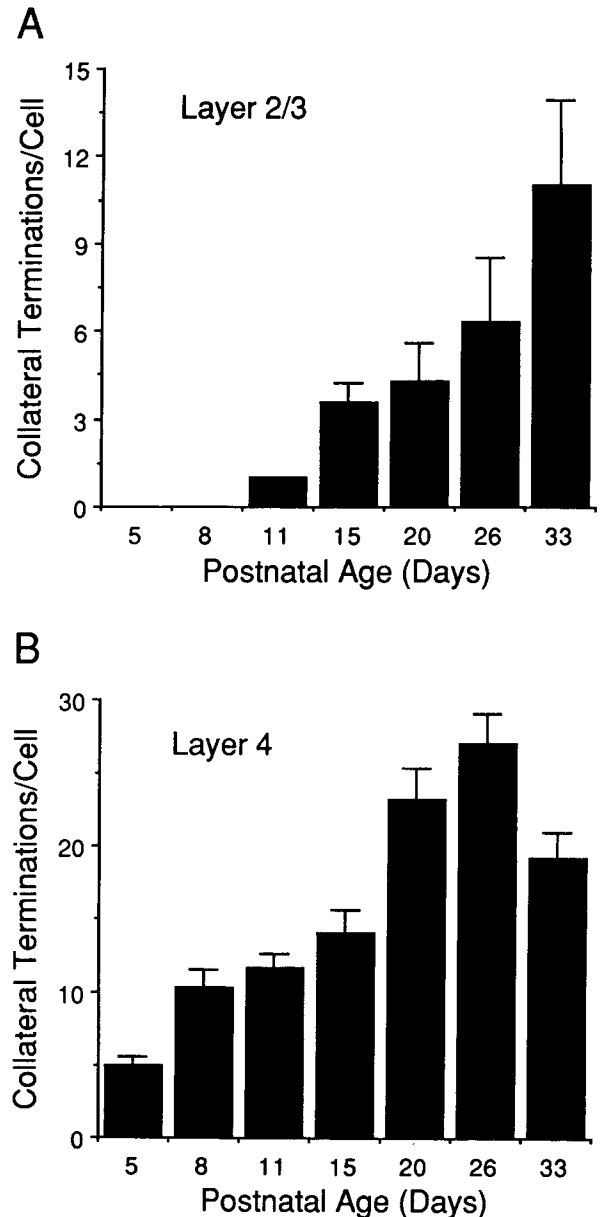 A
Layer 2/3
Collateral Terminations/Cell
15
12
9
6
3
0
5 8 11 15 20 26 33
Postnatal Age (Days)
B
Layer 4
Collateral Terminations/Cell
30
20
10
0
5 8 11 15 20 26 33
Postnatal Age (Days)